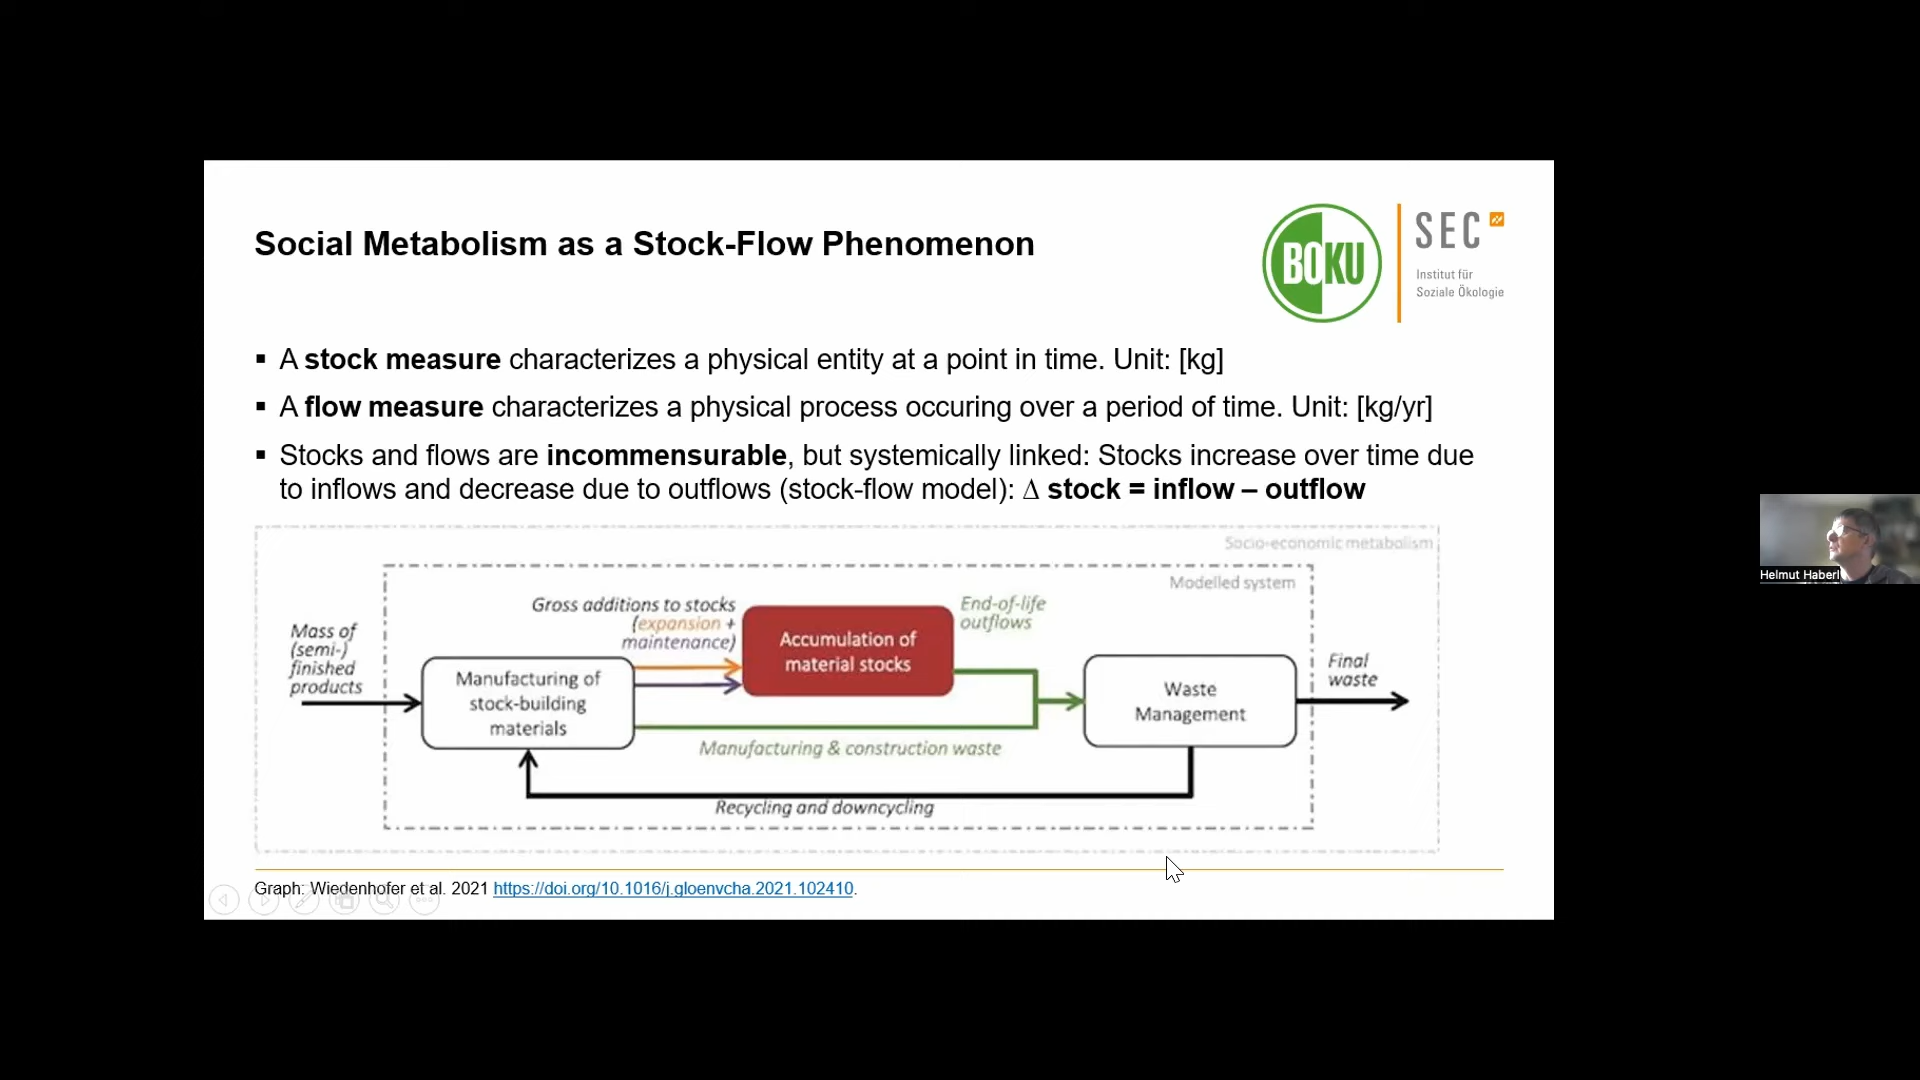 Social Metabolism as a Stock-Flow Phenomenon
BOKU
SEC
Institut für
Soziale Ökologie
▪ A stock measure characterizes a physical entity at a point in time. Unit: [kg]
▪ A flow measure characterizes a physical process occuring over a period of time. Unit: [kg/yr]
▪ Stocks and flows are incommensurable, but systemically linked: Stocks increase over time due
to inflows and decrease due to outflows (stock-flow model): Δ stock = inflow – outflow
Socio-economic metabolism
Modelled system
Mass of
(semi-)
finished
products
Manufacturing of
stock-building
materials
Gross additions to stocks
(expansion +
maintenance)
Accumulation of
material stocks
End-of-life
outflows
Manufacturing & construction waste
Waste
Management
Final
waste
Recycling and downcycling
Graph: Wiedenhofer et al. 2021 https://doi.org/10.1016/j.gloenvcha.2021.102410.
Helmut Haberl